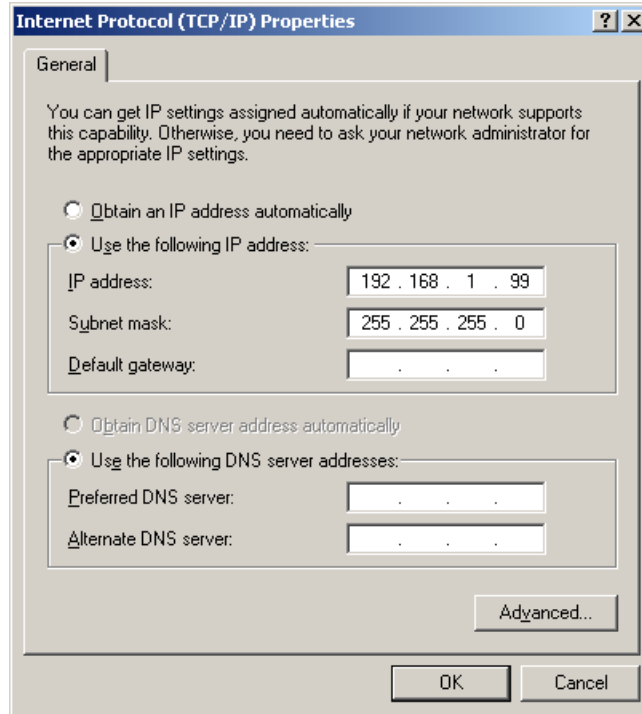 Internet Protocol (TCP/IP) Properties
General
You can get IP settings assigned automatically if your network supports
this capability. Otherwise, you need to ask your network administrator for
the appropriate IP settings.
Obtain an IP address automatically
Use the following IP address:
IP address: 192 . 168 . 1 . 99
Subnet mask: 255 . 255 . 255 . 0
Default gateway: . . .
Obtain DNS server address automatically
Use the following DNS server addresses:
Preferred DNS server: . . .
Alternate DNS server: . . .
Advanced...
OK Cancel